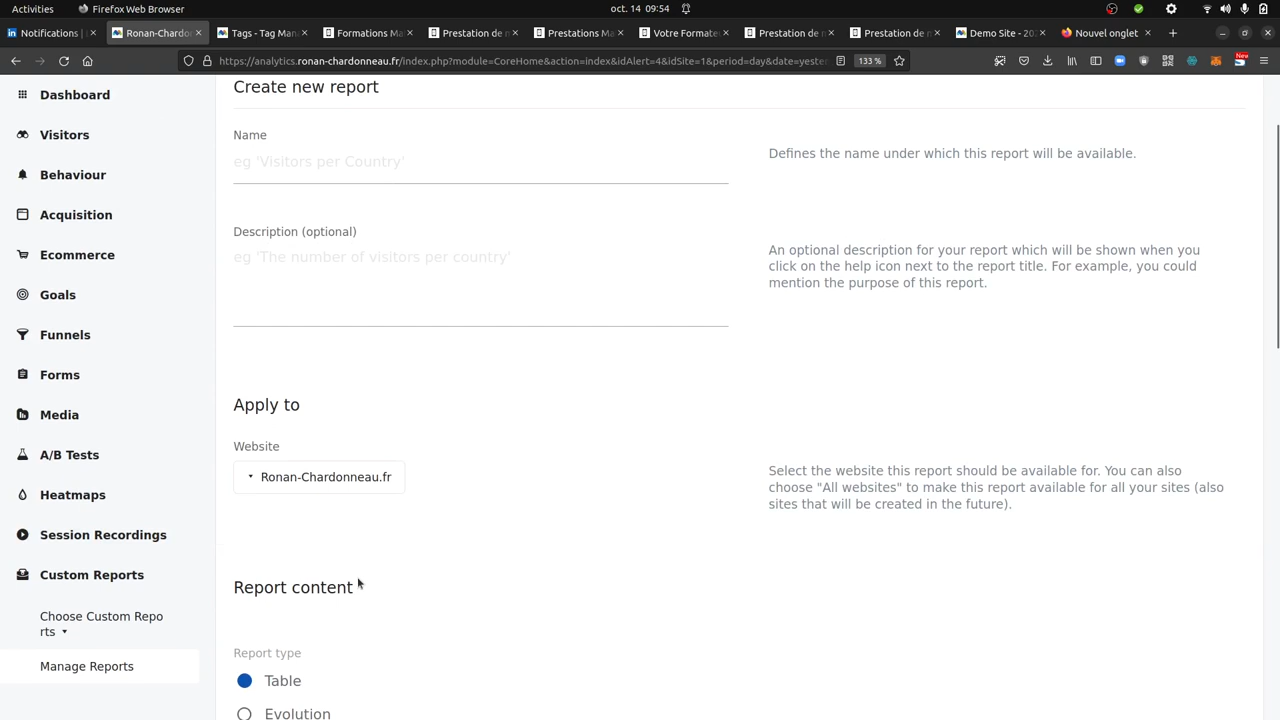 Activities
Firefox Web Browser
oct. 14 09:54
Notifications |
Ronan-Chardo
Tags - Tag Man
Formations Ma
Prestation de n
Prestations Ma
Votre Formate
Prestation de n
Prestation de n
Demo Site - 202
Nouvel onglet
https://analytics.ronan-chardonneau.fr/index.php?module=CoreHome&action=index&idAlert=4&idSite=1&period=day&date=yester
133 %
New
Dashboard
Visitors
Behaviour
Acquisition
Ecommerce
Goals
Funnels
Forms
Media
A/B Tests
Heatmaps
Session Recordings
Custom Reports
Choose Custom Repo
rts
Manage Reports
Create new report
Name
eg 'Visitors per Country'
Defines the name under which this report will be available.
Description (optional)
eg 'The number of visitors per country'
An optional description for your report which will be shown when you
click on the help icon next to the report title. For example, you could
mention the purpose of this report.
Apply to
Website
Ronan-Chardonneau.fr
Select the website this report should be available for. You can also
choose "All websites" to make this report available for all your sites (also
sites that will be created in the future).
Report content
Report type
Table
Evolution